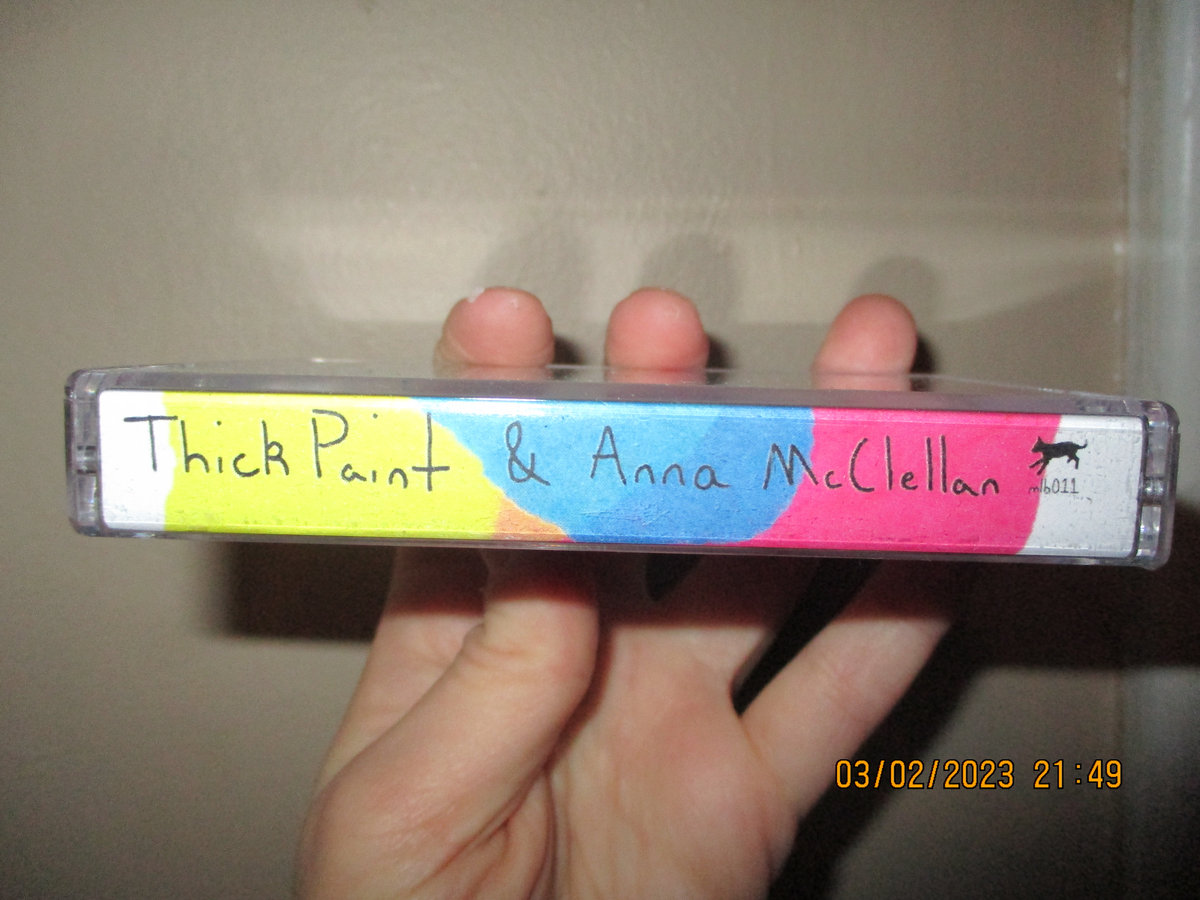 Thick Paint & Anna McClellan
mlb011
03/02/2023 21:49